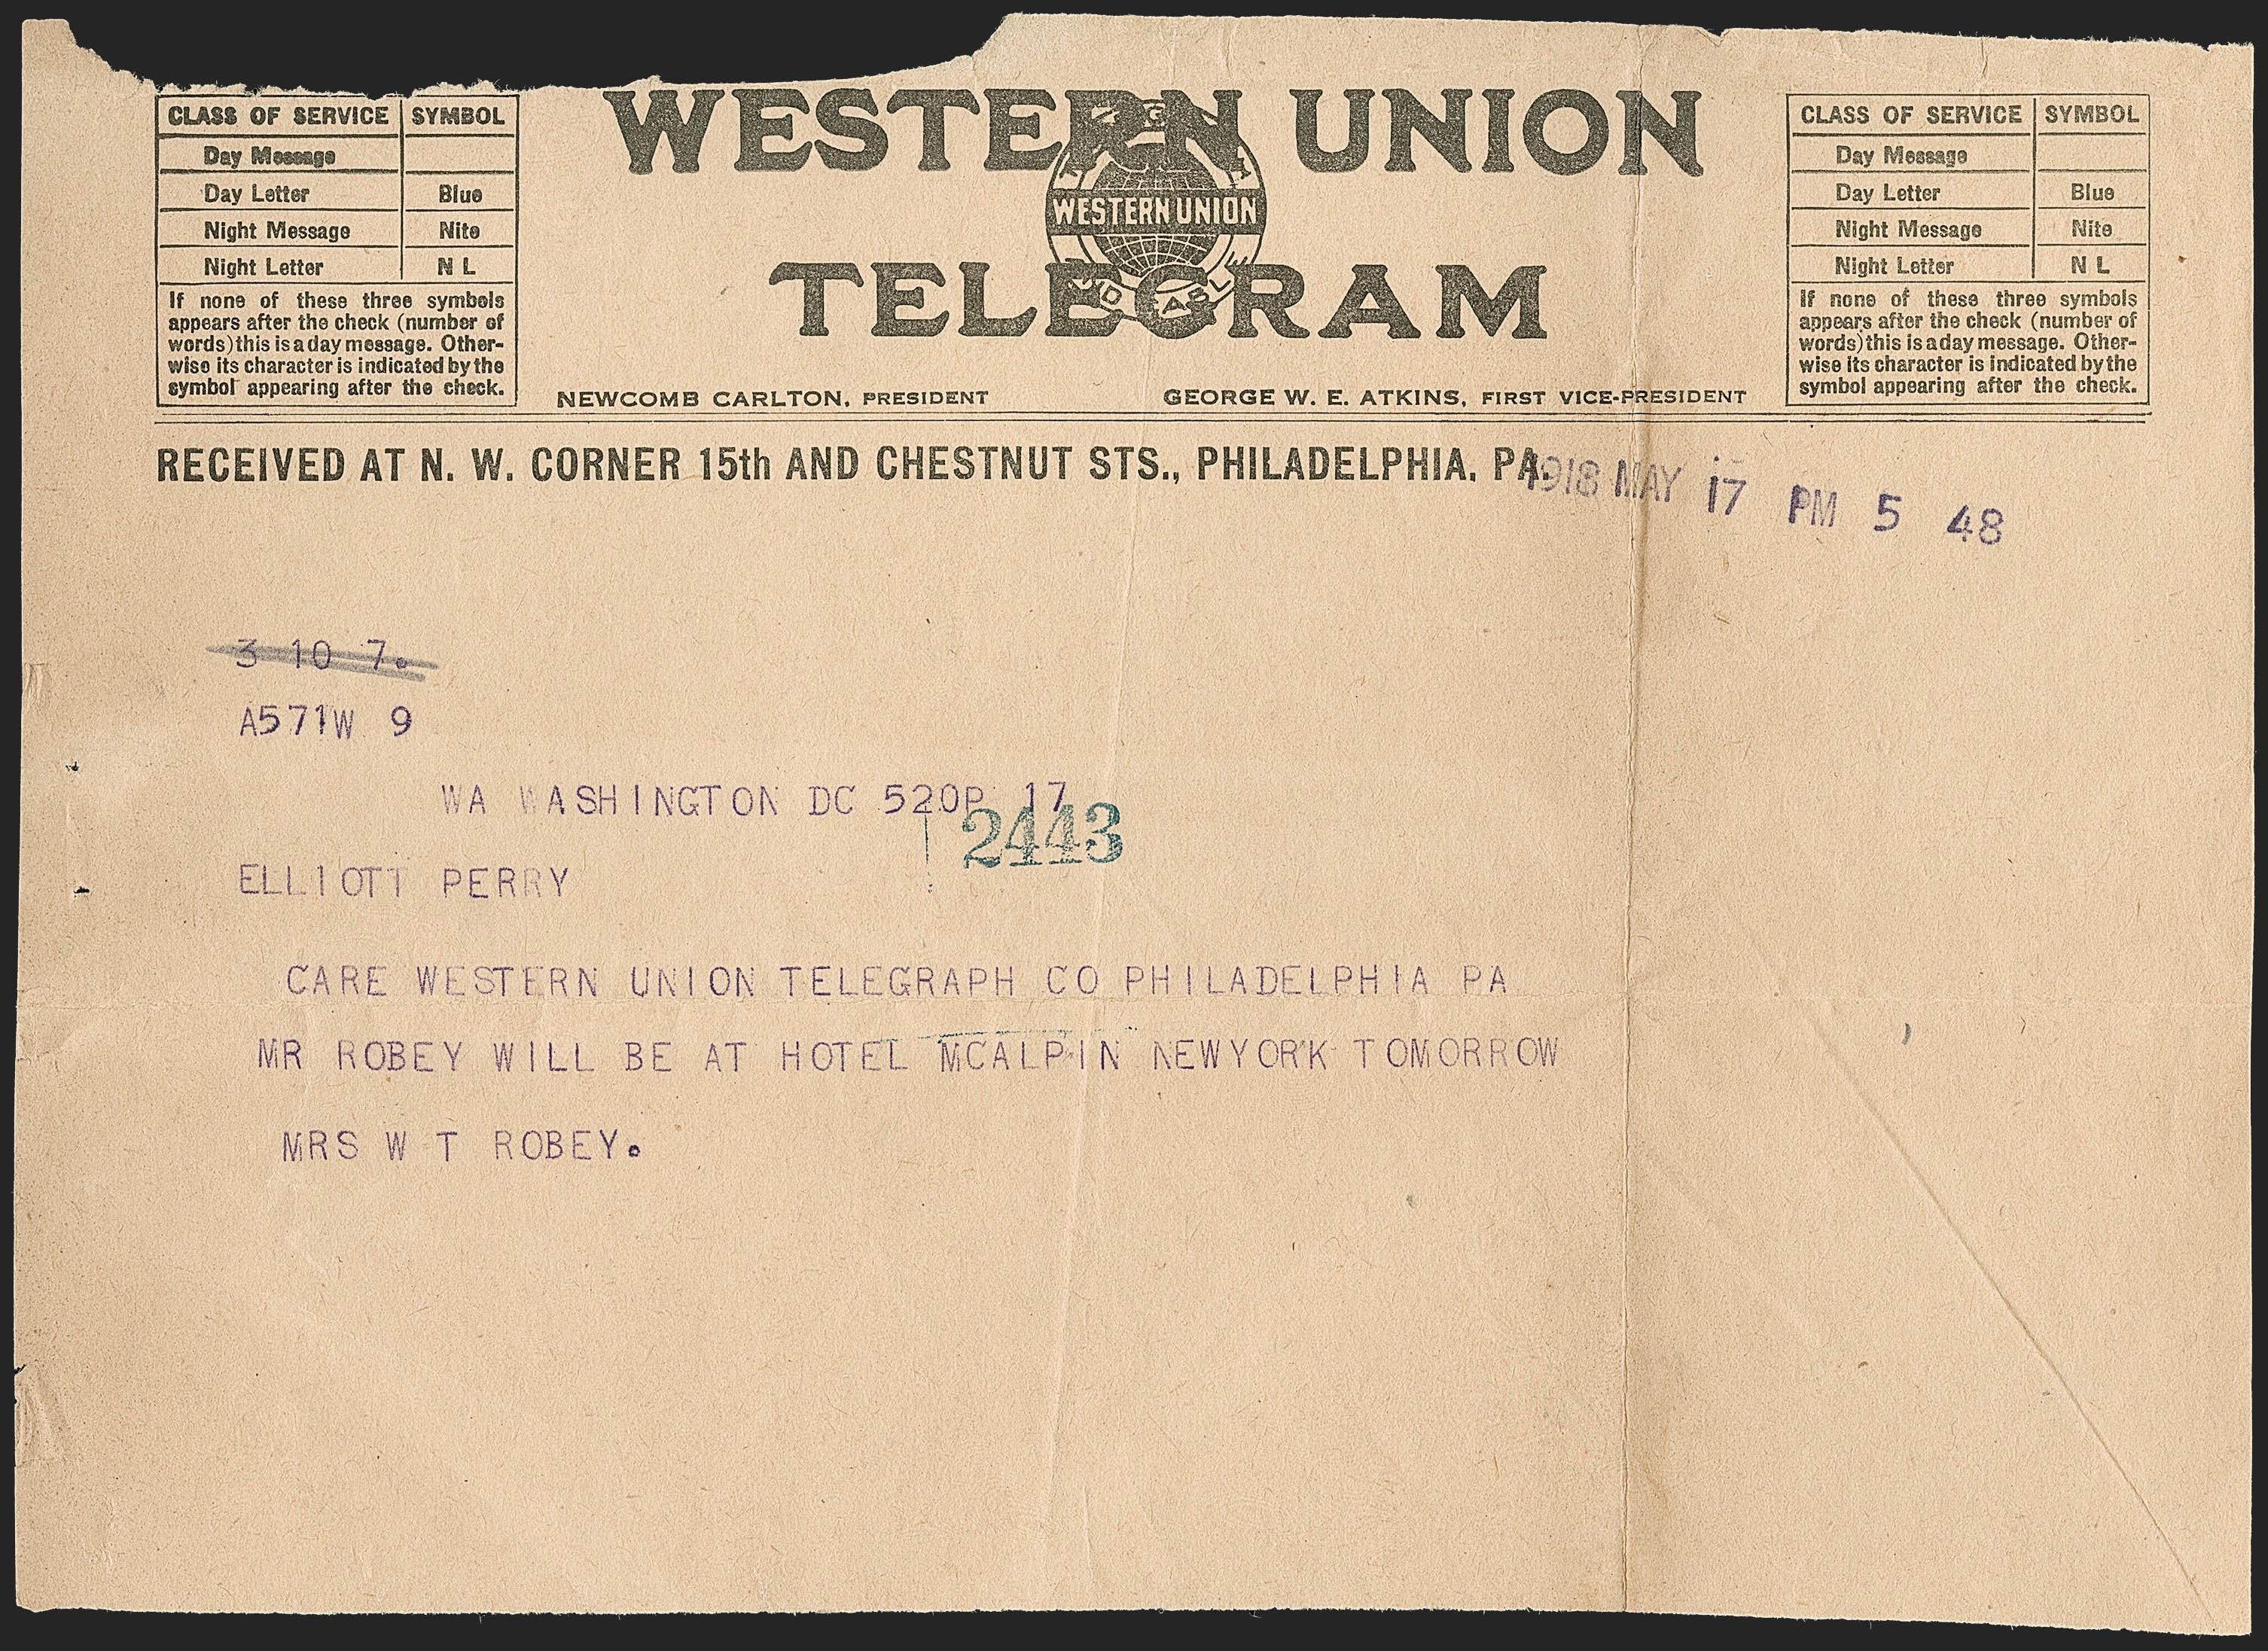 WESTERN UNION
WESTERN UNION
TELEGRAM
CLASS OF SERVICE SYMBOL
Day Message
Day Letter Blue
Night Message Nite
Night Letter N L
If none of these three symbols
appears after the check (number of
words) this is a day message. Other-
wise its character is indicated by the
symbol appearing after the check.
NEWCOMB CARLTON, PRESIDENT
GEORGE W. E. ATKINS, FIRST VICE-PRESIDENT
CLASS OF SERVICE SYMBOL
Day Message
Day Letter Blue
Night Message Nite
Night Letter N L
If none of these three symbols
appears after the check (number of
words) this is a day message. Other-
wise its character is indicated by the
symbol appearing after the check.
RECEIVED AT N. W. CORNER 15th AND CHESTNUT STS., PHILADELPHIA, PA.
1918 MAY 17 PM 5 48
3 10 7.
A571W 9
WA WASHINGTON DC 520P 17
2443
ELLIOTT PERRY
CARE WESTERN UNION TELEGRAPH CO PHILADELPHIA PA
MR ROBEY WILL BE AT HOTEL MCALPIN NEWYORK TOMORROW
MRS W T ROBEY.